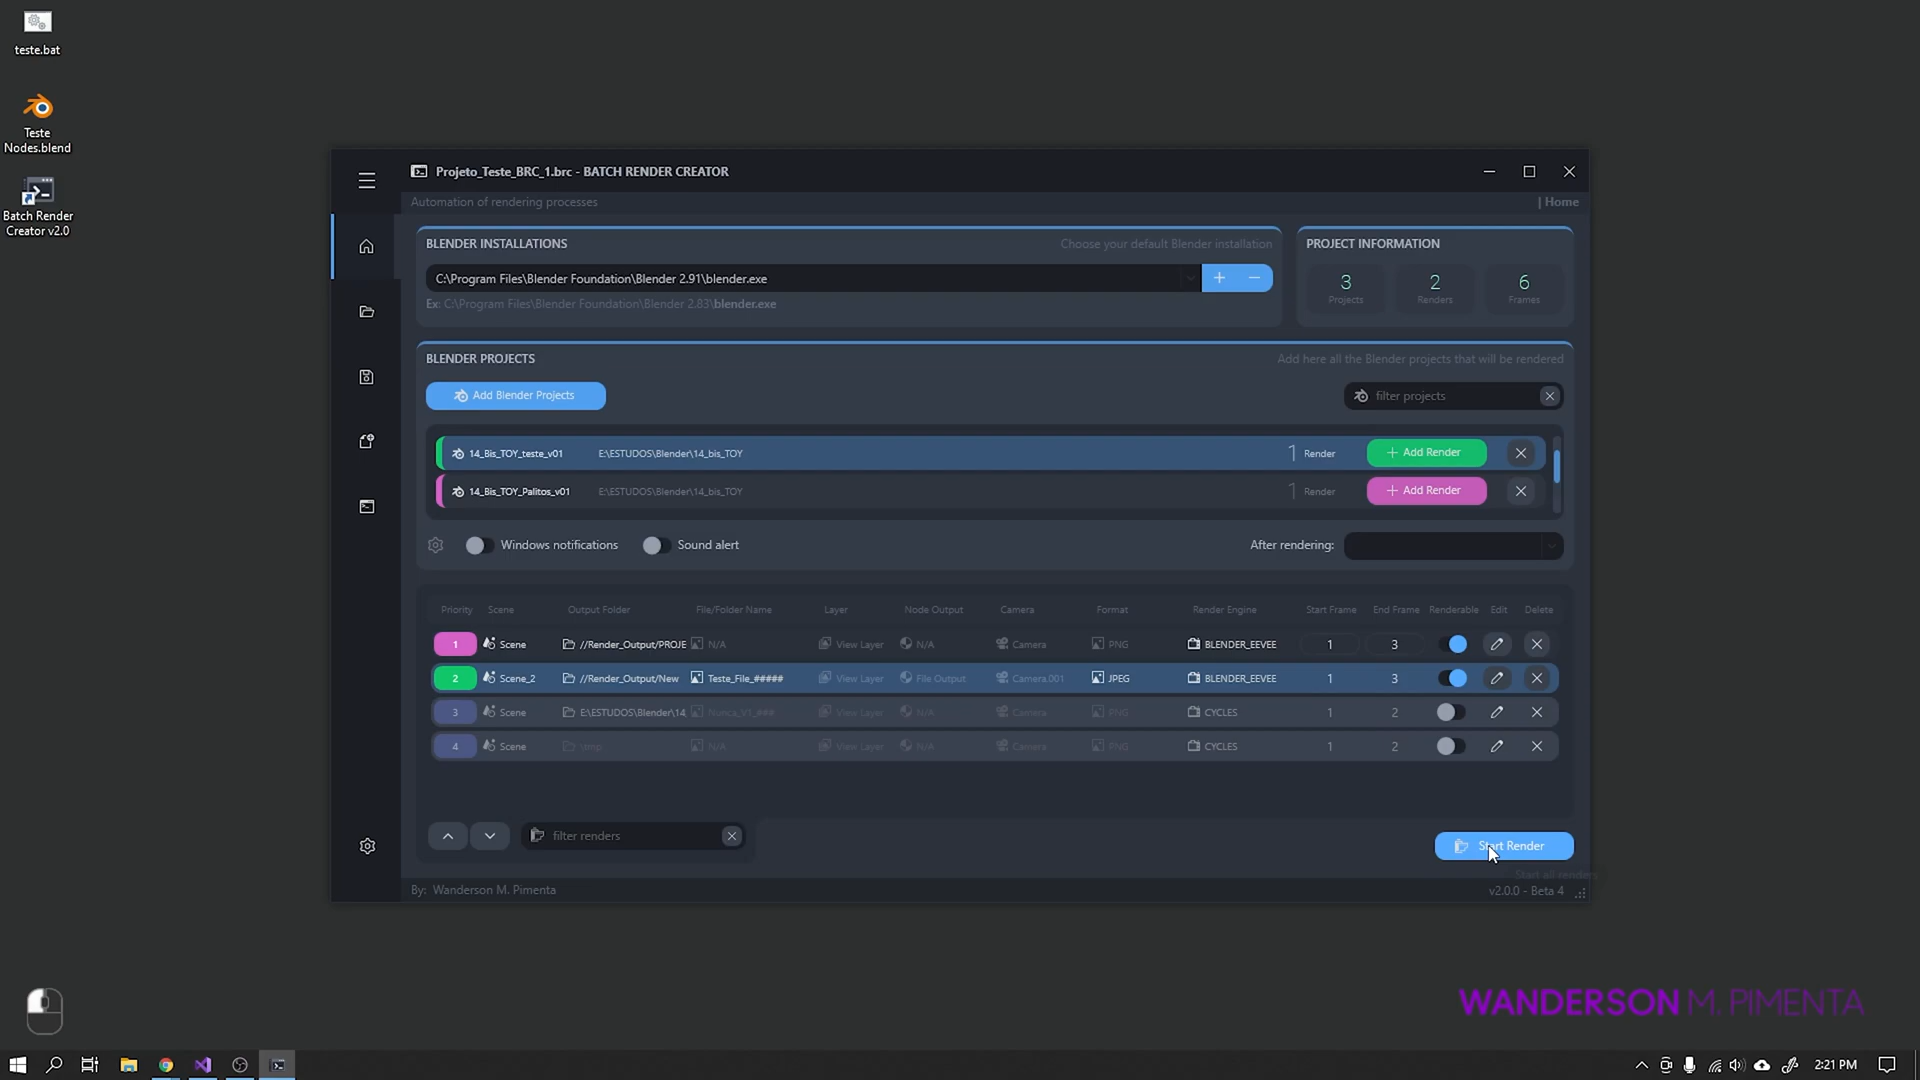 teste.bat
Teste
Nodes.blend
Batch Render
Creator v2.0
Projeto_Teste_BRC_1.brc - BATCH RENDER CREATOR
Automation of rendering processes
| Home
BLENDER INSTALLATIONS
Choose your default Blender installation
C:\Program Files\Blender Foundation\Blender 2.91\blender.exe
Ex: C:\Program Files\Blender Foundation\Blender 2.83\blender.exe
PROJECT INFORMATION
3 2 6
Projects Renders Frames
BLENDER PROJECTS
Add here all the Blender projects that will be rendered
Add Blender Projects
filter projects
14_Bis_TOY_teste_v01 E:\ESTUDOS\Blender\14_bis_TOY 1 Render + Add Render
14_Bis_TOY_Palitos_v01 E:\ESTUDOS\Blender\14_bis_TOY 1 Render + Add Render
Windows notifications Sound alert After rendering:
Priority Scene Output Folder File/Folder Name Layer Node Output Camera Format Render Engine Start Frame End Frame Renderable Edit Delete
1 Scene //Render_Output/PROJE N/A View Layer N/A Camera PNG BLENDER_EEVEE 1 3
2 Scene_2 //Render_Output/New Teste_File_##### View Layer File Output Camera.001 JPEG BLENDER_EEVEE 1 3
3 Scene E:\ESTUDOS\Blender\14 Nunca_V1_### View Layer N/A Camera PNG CYCLES 1 2
4 Scene \tmp N/A View Layer N/A Camera PNG CYCLES 1 2
filter renders
Start Render
Start all renders
By: Wanderson M. Pimenta
v2.0.0 - Beta 4
WANDERSON M. PIMENTA
2:21 PM